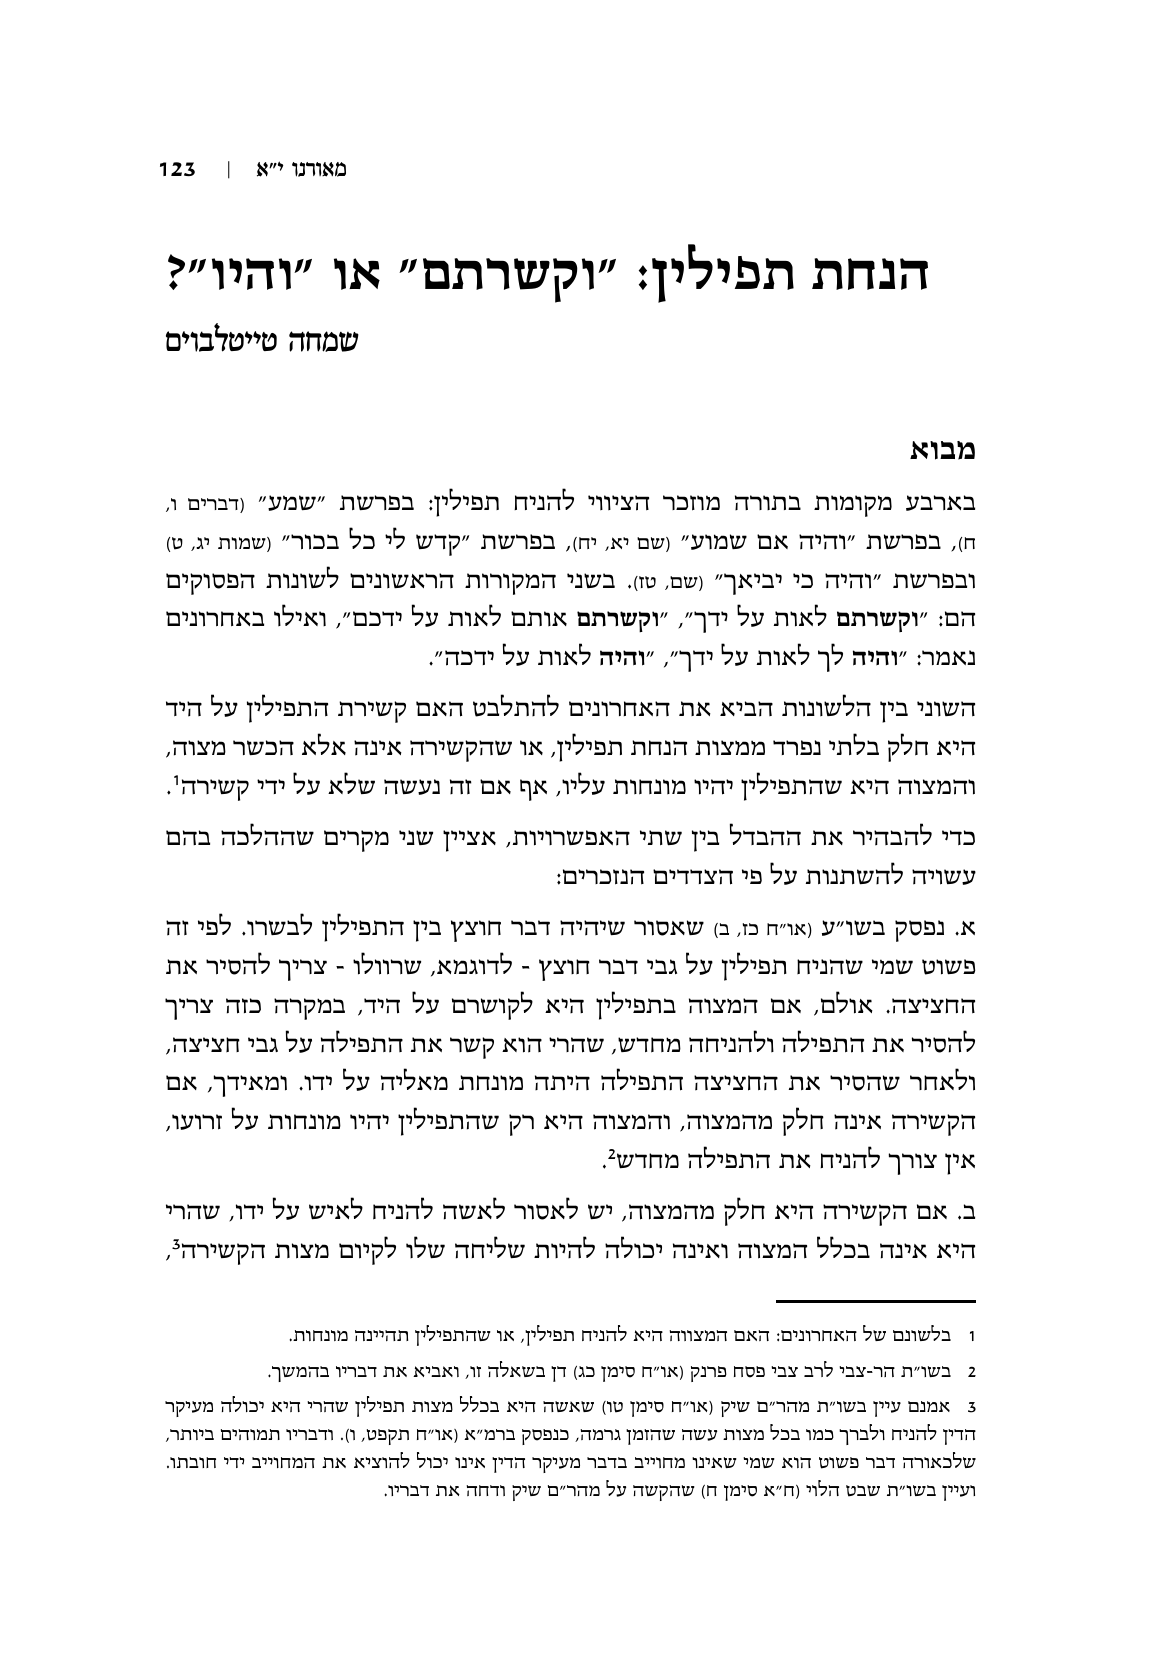 מאורנו י״א | 123
הנחת תפילין: ״וקשרתם״ או ״והיו״?
שמחה טייטלבוים
מבוא
בארבע מקומות בתורה מוזכר הציווי להניח תפילין: בפרשת ״שמע״ (דברים ו,
ח), בפרשת ״והיה אם שמוע״ (שם יא, יח), בפרשת ״קדש לי כל בכור״ (שמות יג, ט)
ובפרשת ״והיה כי יביאך״ (שם, טז). בשני המקורות הראשונים לשונות הפסוקים
הם: ״וקשרתם לאות על ידך״, ״וקשרתם אותם לאות על ידכם״, ואילו באחרונים
נאמר: ״והיה לך לאות על ידך״, ״והיה לאות על ידכה״.
השוני בין הלשונות הביא את האחרונים להתלבט האם קשירת התפילין על היד
היא חלק בלתי נפרד ממצות הנחת תפילין, או שהקשירה אינה אלא הכשר מצוה,
והמצוה היא שהתפילין יהיו מונחות עליו, אף אם זה נעשה שלא על ידי קשירה1.
כדי להבהיר את ההבדל בין שתי האפשרויות, אציין שני מקרים שההלכה בהם
עשויה להשתנות על פי הצדדים הנזכרים:
א. נפסק בשו״ע (או״ח כז, ב) שאסור שיהיה דבר חוצץ בין התפילין לבשרו. לפי זה
פשוט שמי שהניח תפילין על גבי דבר חוצץ - לדוגמא, שרוולו - צריך להסיר את
החציצה. אולם, אם המצוה בתפילין היא לקושרם על היד, במקרה כזה צריך
להסיר את התפילה ולהניחה מחדש, שהרי הוא קשר את התפילה על גבי חציצה,
ולאחר שהסיר את החציצה התפילה היתה מונחת מאליה על ידו. ומאידך, אם
הקשירה אינה חלק מהמצוה, והמצוה היא רק שהתפילין יהיו מונחות על זרועו,
אין צורך להניח את התפילה מחדש2.
ב. אם הקשירה היא חלק מהמצוה, יש לאסור לאשה להניח לאיש על ידו, שהרי
היא אינה בכלל המצוה ואינה יכולה להיות שליחה שלו לקיום מצות הקשירה3,
1 בלשונם של האחרונים: האם המצווה היא להניח תפילין, או שהתפילין תהיינה מונחות.
2 בשו״ת הר-צבי לרב צבי פסח פרנק (או״ח סימן כג) דן בשאלה זו, ואביא את דבריו בהמשך.
3 אמנם עיין בשו״ת מהר״ם שיק (או״ח סימן טו) שאשה היא בכלל מצות תפילין שהרי היא יכולה מעיקר
הדין להניח ולברך כמו בכל מצות עשה שהזמן גרמה, כנפסק ברמ״א (או״ח תקפט, ו). ודבריו תמוהים ביותר,
שלכאורה דבר פשוט הוא שמי שאינו מחוייב בדבר מעיקר הדין אינו יכול להוציא את המחוייב ידי חובתו.
ועיין בשו״ת שבט הלוי (ח״א סימן ח) שהקשה על מהר״ם שיק ודחה את דבריו.